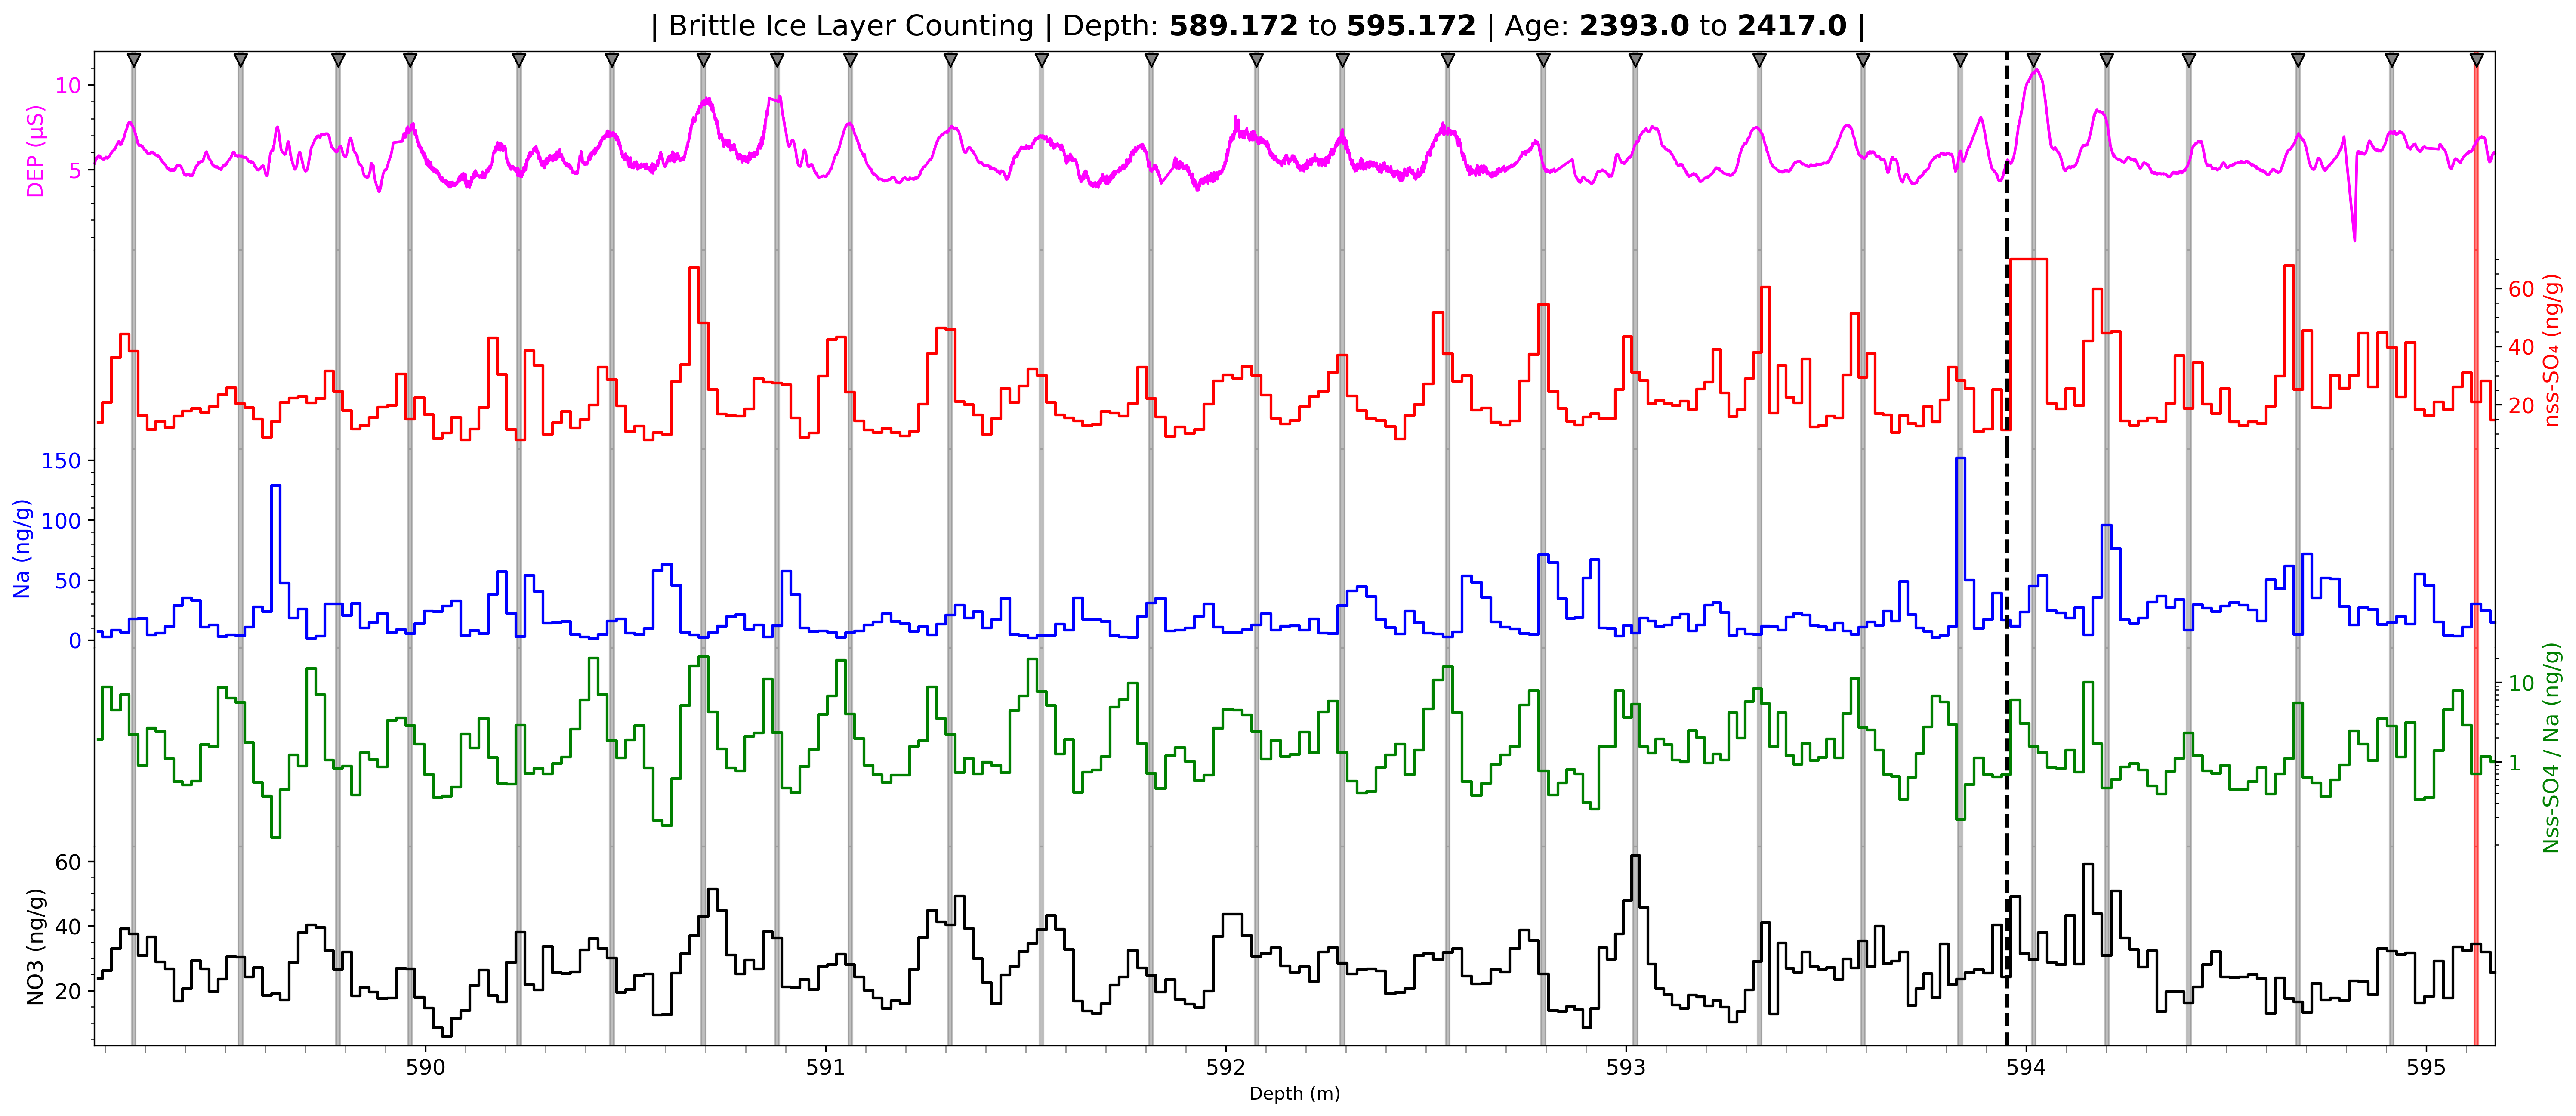 | Brittle Ice Layer Counting | Depth: 589.172 to 595.172 | Age: 2393.0 to 2417.0 |
DEP (μS)
10
5
nss-SO₄ (ng/g)
60
40
20
Na (ng/g)
150
100
50
0
Nss-SO4 / Na (ng/g)
10
1
NO3 (ng/g)
60
40
20
590
591
592
593
594
595
Depth (m)